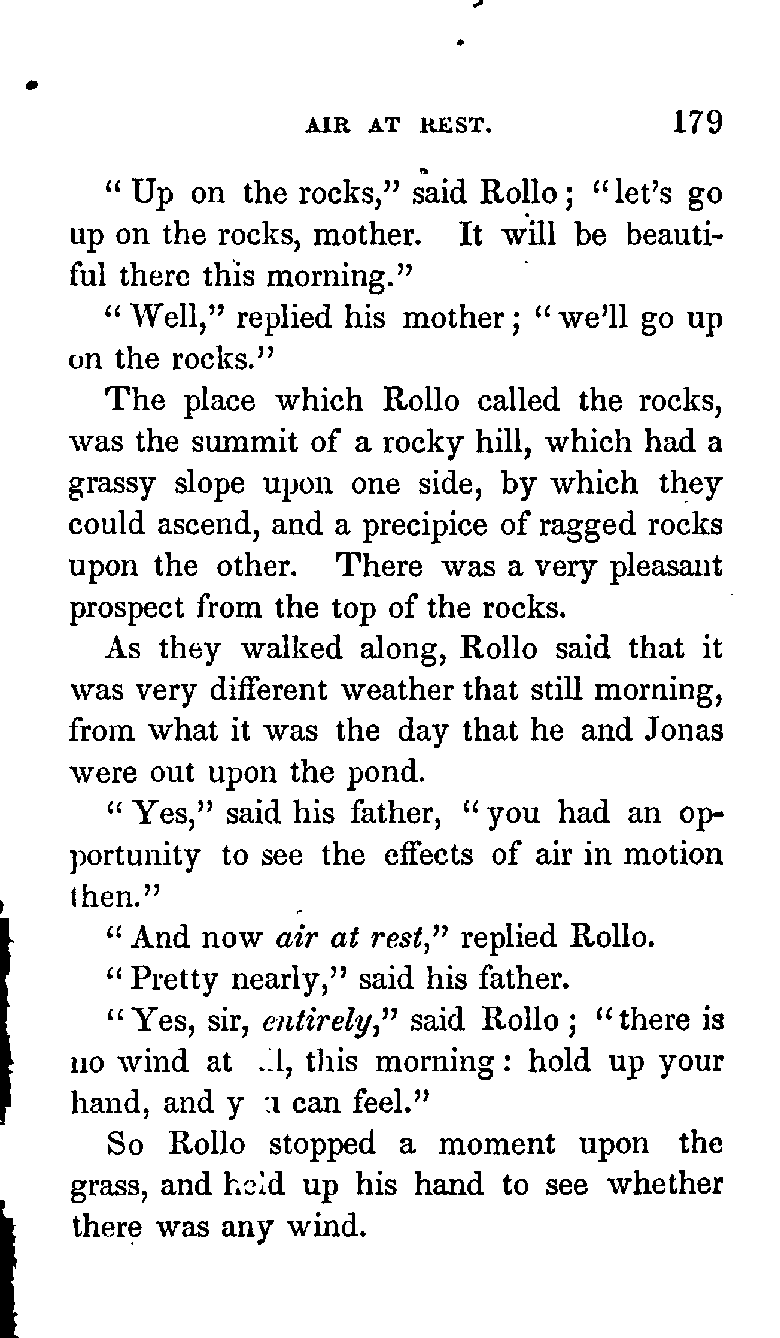 AIR AT REST. 179
“Up on the rocks,” said Rollo; “let’s go
up on the rocks, mother. It will be beauti-
ful there this morning.”
“Well,” replied his mother; “we’ll go up
on the rocks.”
The place which Rollo called the rocks,
was the summit of a rocky hill, which had a
grassy slope upon one side, by which they
could ascend, and a precipice of ragged rocks
upon the other. There was a very pleasant
prospect from the top of the rocks.
As they walked along, Rollo said that it
was very different weather that still morning,
from what it was the day that he and Jonas
were out upon the pond.
“Yes,” said his father, “you had an op-
portunity to see the effects of air in motion
then.”
“And now air at rest,” replied Rollo.
“Pretty nearly,” said his father.
“Yes, sir, entirely,” said Rollo; “there is
no wind at all, this morning: hold up your
hand, and you can feel.”
So Rollo stopped a moment upon the
grass, and held up his hand to see whether
there was any wind.